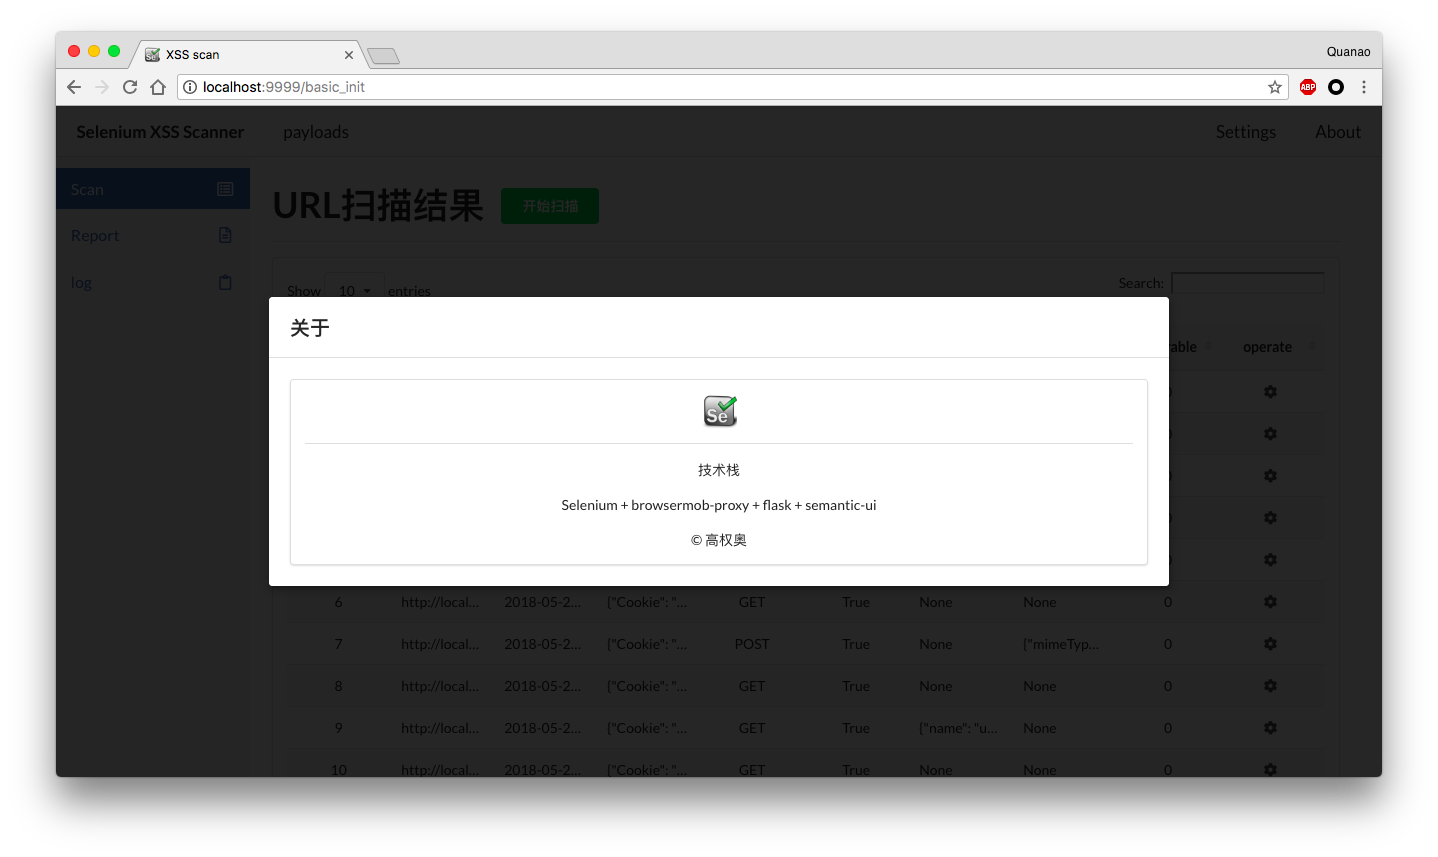 XSS scan
Quanao
localhost:9999/basic_init
ABP
Selenium XSS Scanner payloads Settings About
Scan
Report
log
URL扫描结果 开始扫描
Show 10 entries
Search:
able operate
关于
Se
技术栈
Selenium + browsermob-proxy + flask + semantic-ui
© 高权奥
6 http://local... 2018-05-2... {"Cookie": "... GET True None None 0
7 http://local... 2018-05-2... {"Cookie": "... POST True None {"mimeTyp... 0
8 http://local... 2018-05-2... {"Cookie": "... GET True None None 0
9 http://local... 2018-05-2... {"Cookie": "... GET True {"name": "u... None 0
10 http://local... 2018-05-2... {"Cookie": "... GET True None None 0